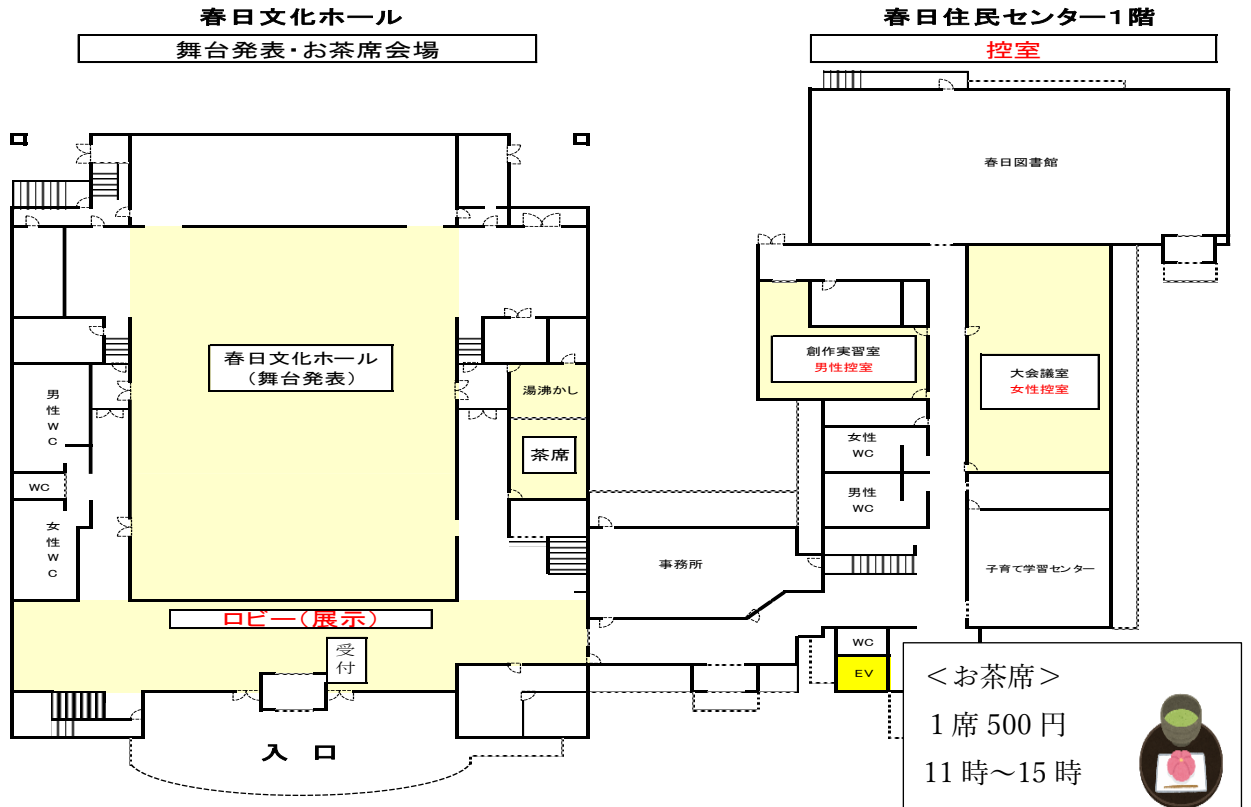 春日文化ホール
舞台発表・お茶席会場
春日住民センター1階
控室
春日図書館
春日文化ホール
(舞台発表)
湯沸かし
茶席
男性WC
WC
女性WC
ロビー(展示)
受付
入口
創作実習室
男性控室
大会議室
女性控室
女性
WC
男性
WC
事務所
子育て学習センター
WC
EV
＜お茶席＞
1席500円
11時～15時